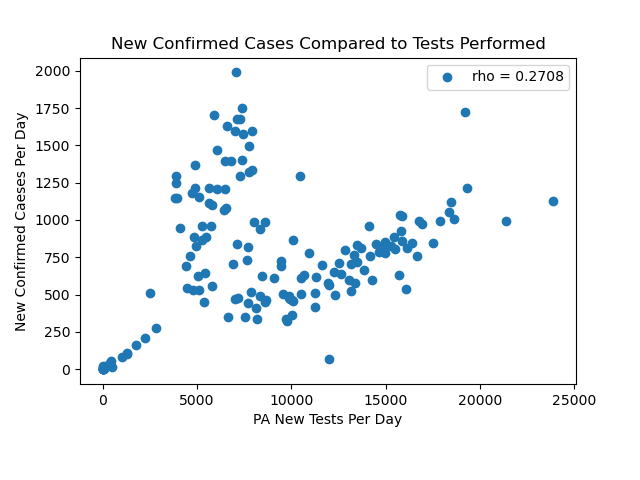 New Confirmed Cases Compared to Tests Performed
rho = 0.2708
New Confirmed Caeses Per Day
2000
1750
1500
1250
1000
750
500
250
0
0 5000 10000 15000 20000 25000
PA New Tests Per Day